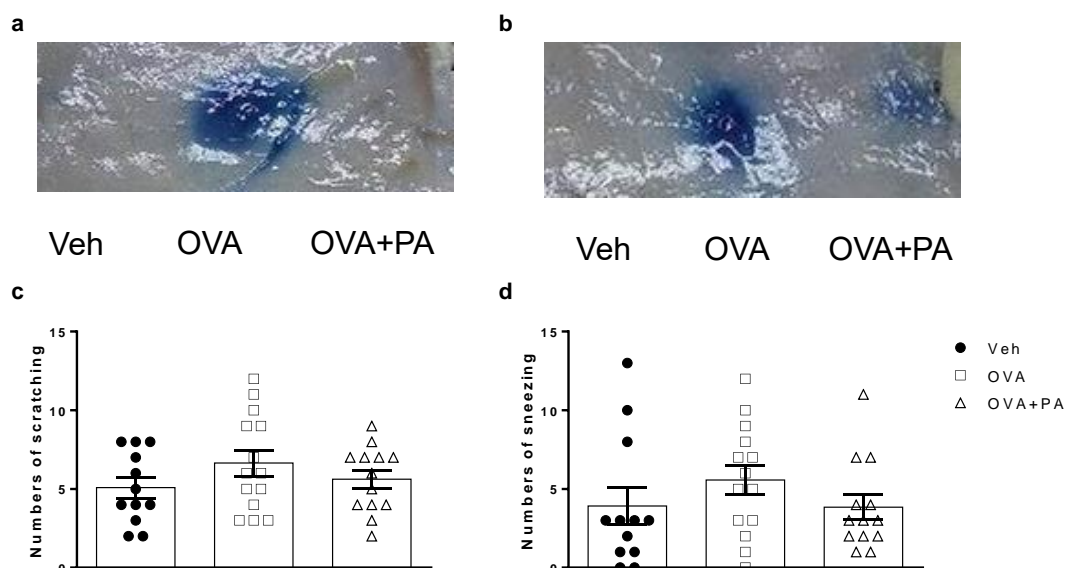 a
b
Veh OVA OVA+PA
Veh OVA OVA+PA
c
d
15
10
5
0
Numbers of scratching
15
10
5
0
Numbers of sneezing
Veh
OVA
OVA+PA